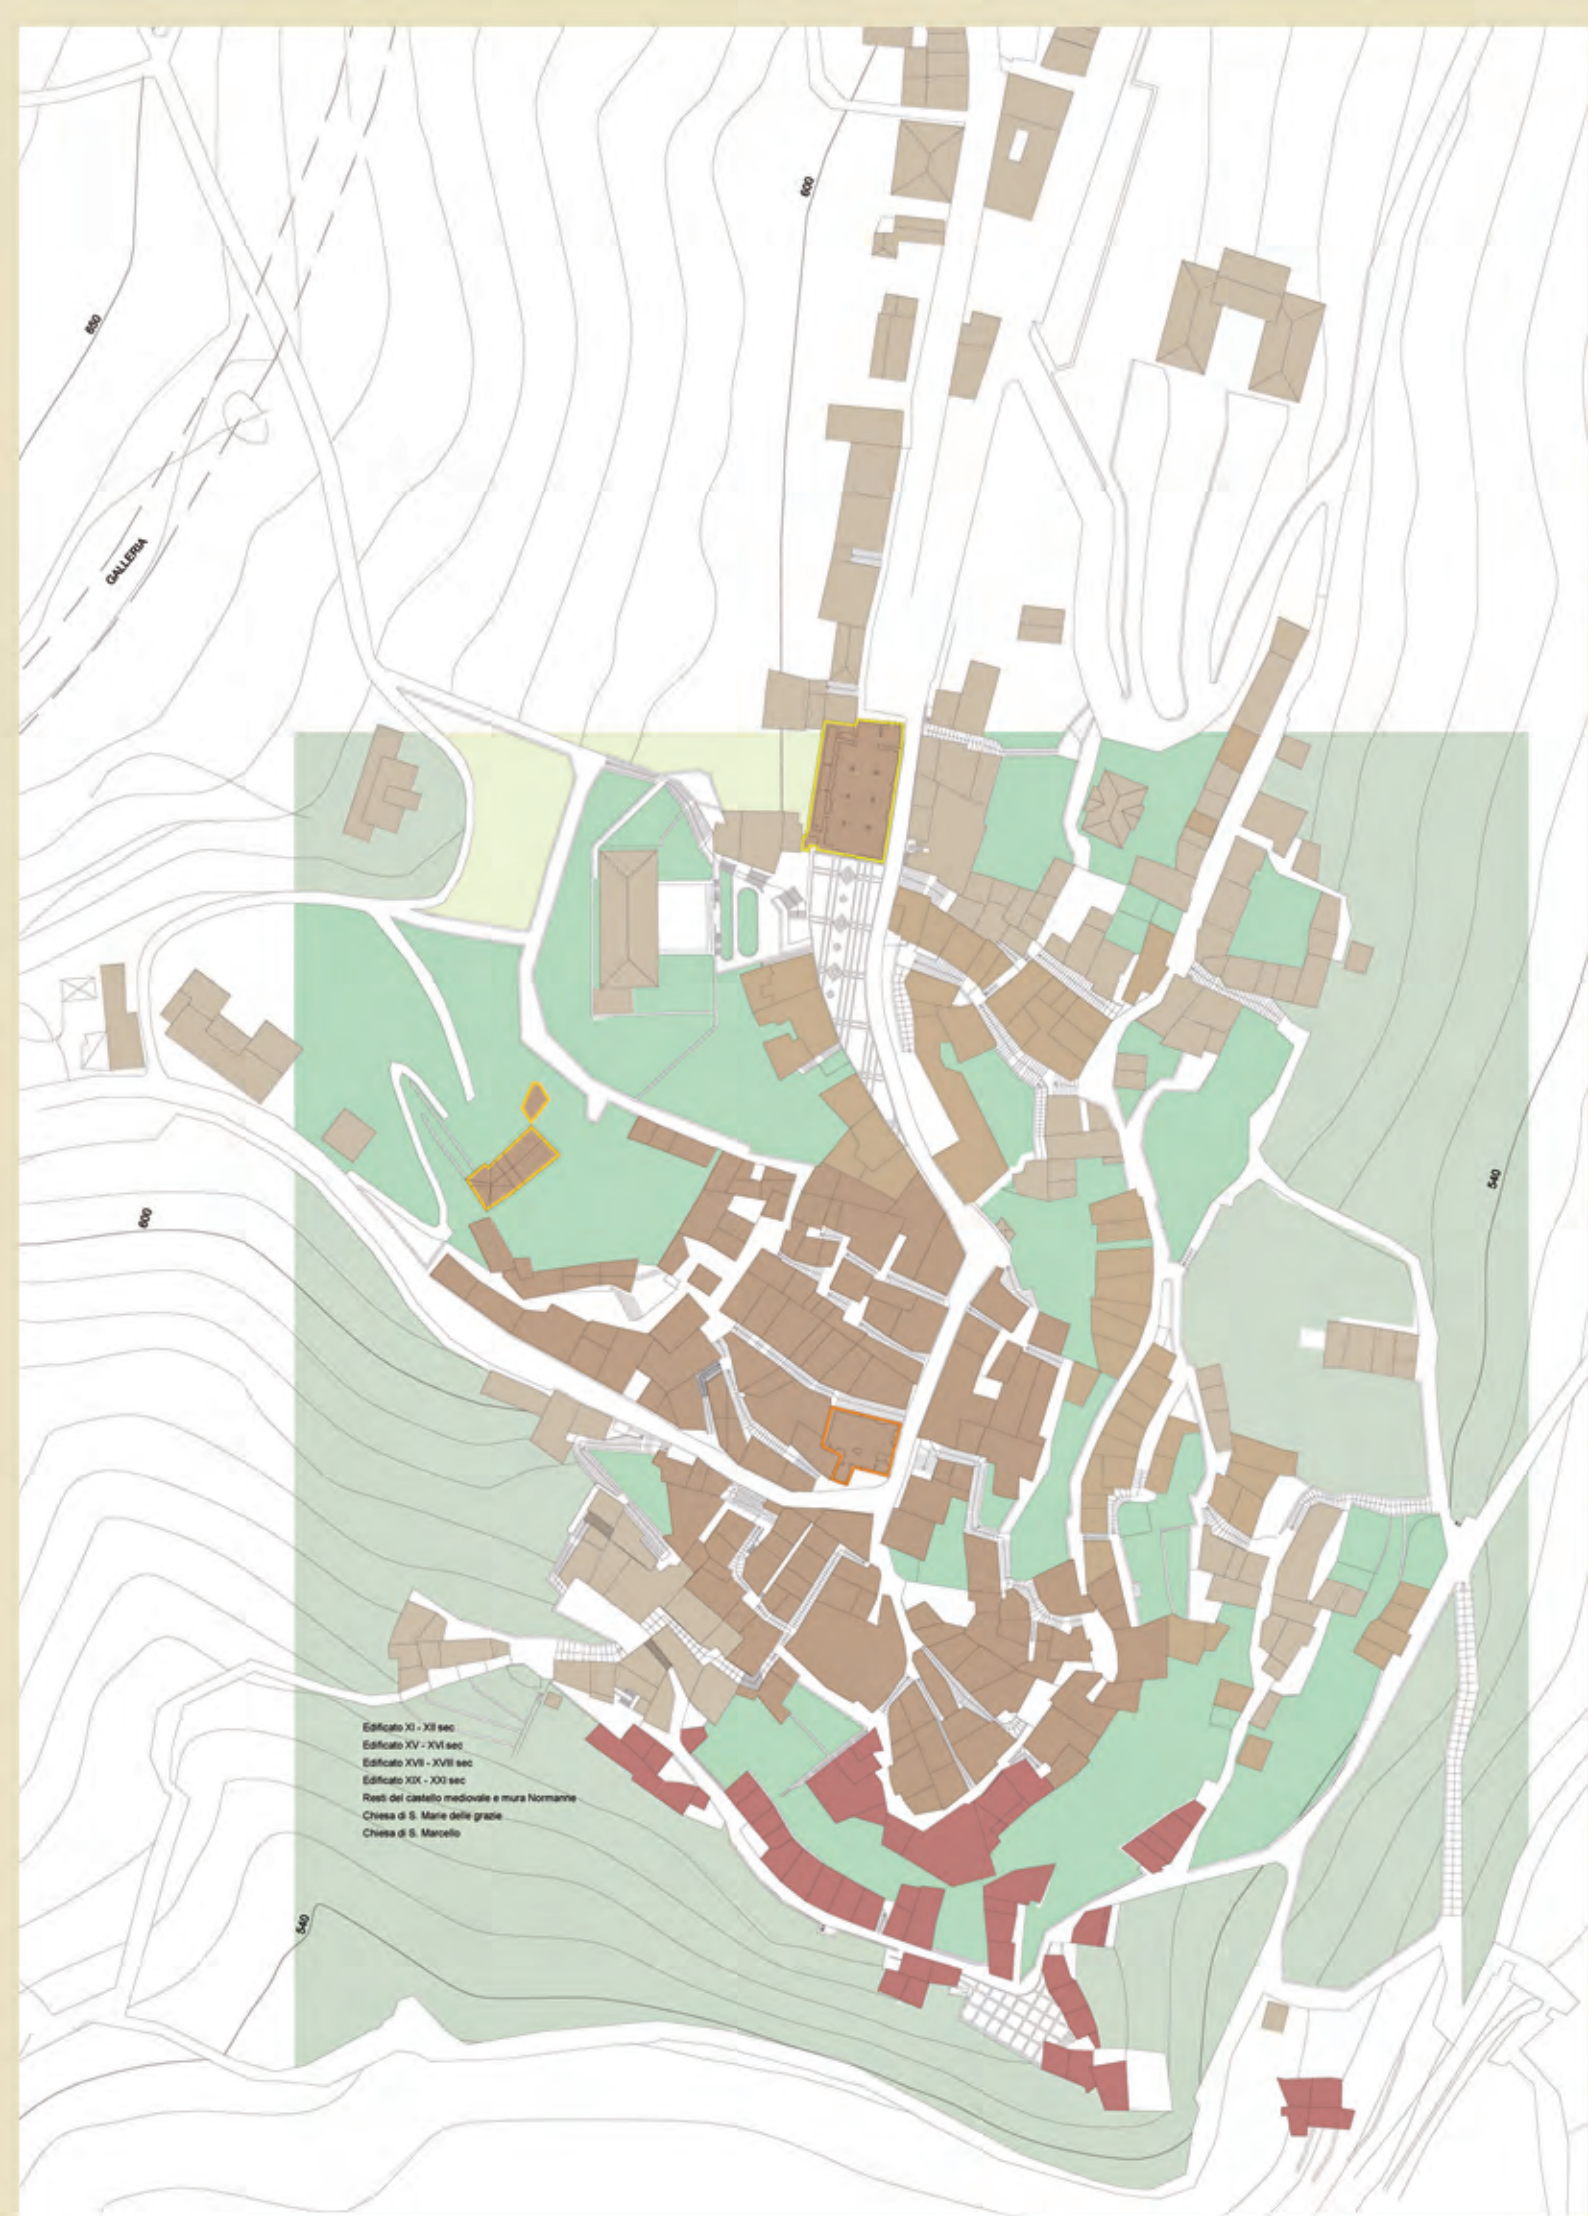 600
650
GALLERIA
540
600
Edificato XI - XII sec
Edificato XV - XVI sec
Edificato XVII - XVIII sec
Edificato XIX - XXI sec
Resti del castello medievale e mura Normanne
Chiesa di S. Marie delle grazie
Chiesa di S. Marcello
540